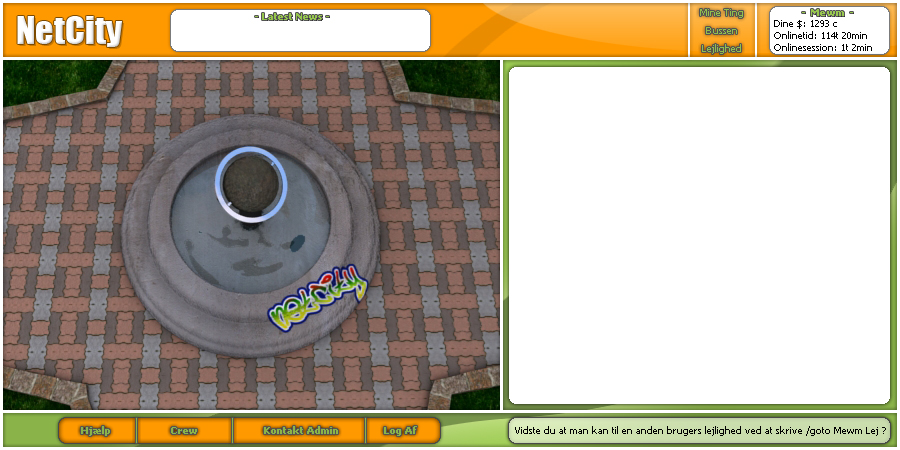 NetCity
- Latest News -
Mine Ting
Bussen
Lejlighed
- Mewm -
Dine $: 1293 c
Onlinetid: 114t 20min
Onlinesession: 1t 2min
netcity
Hjælp
Crew
Kontakt Admin
Log Af
Vidste du at man kan til en anden brugers lejlighed ved at skrive /goto Mewm Lej ?